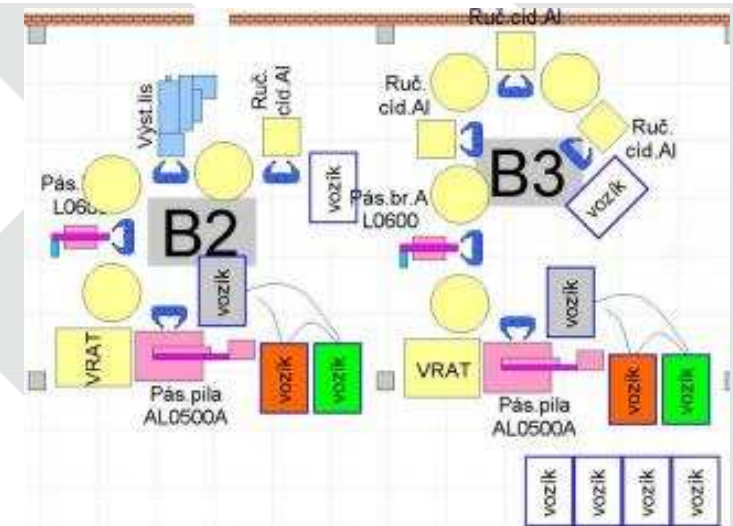 Ruč.cid.Al
Výst.lis
Ruč.
cid.Al
Ruč.
cid.Al
Ruč.
cid.Al
Pás.
L060
B2
vozík
Pás.br.A
L0600
B3
vozík
vozík
vozík
VRAT
Pás.pila
AL0500A
vozík
vozík
VRAT
Pás.pila
AL0500A
vozík
vozík
vozík
vozík
vozík
vozík